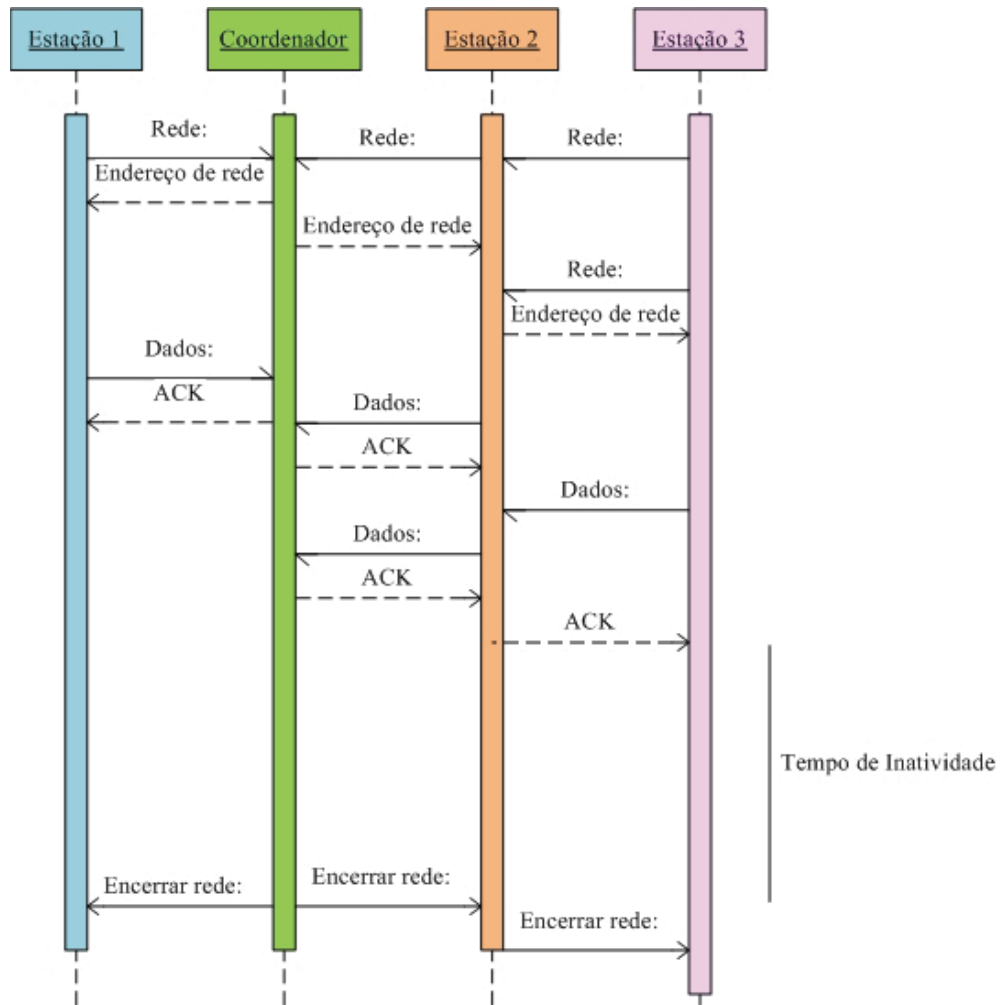 Estação 1
Coordenador
Estação 2
Estação 3
Rede:
Rede:
Rede:
Endereço de rede
Endereço de rede
Rede:
Endereço de rede
Dados:
ACK
Dados:
ACK
Dados:
Dados:
ACK
ACK
Tempo de Inatividade
Encerrar rede:
Encerrar rede:
Encerrar rede: